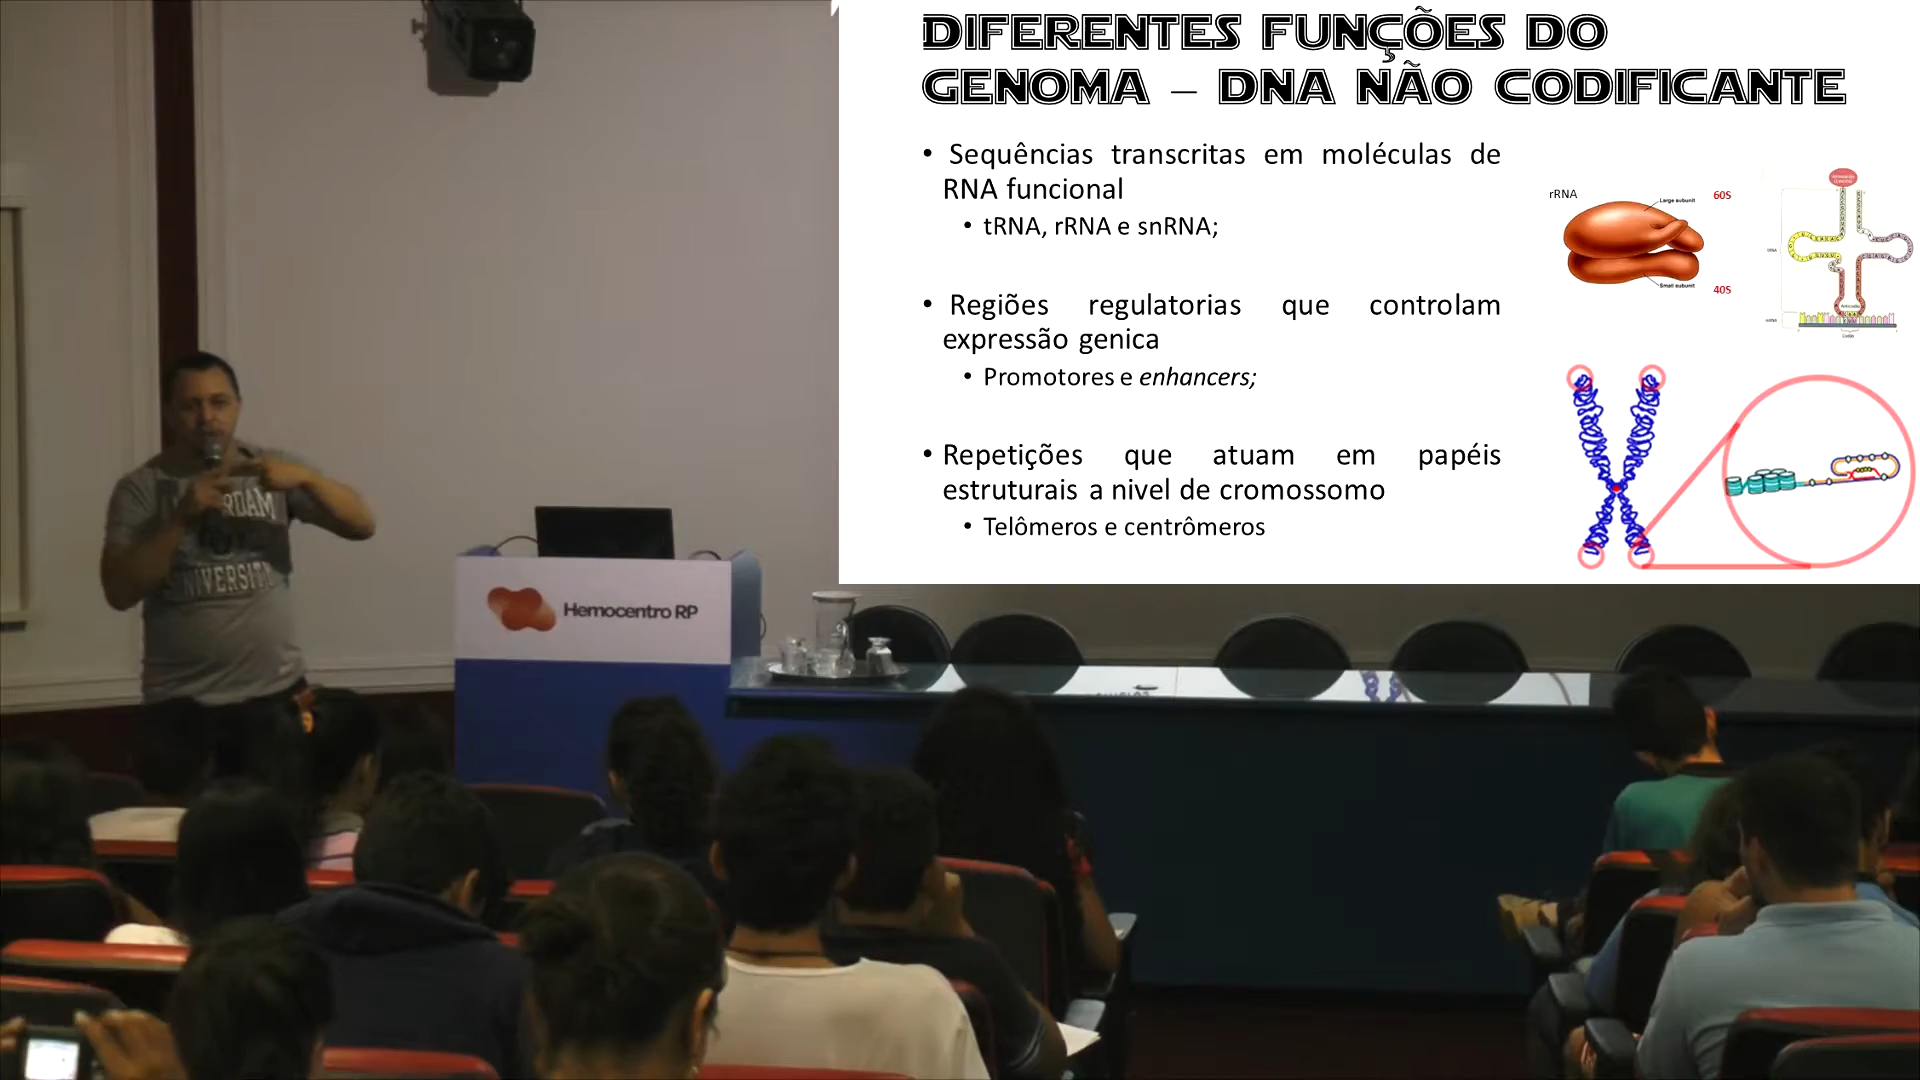 DIFERENTES FUNÇÕES DO
GENOMA – DNA NÃO CODIFICANTE
• Sequências transcritas em moléculas de
RNA funcional
• tRNA, rRNA e snRNA;
• Regiões regulatorias que controlam
expressão genica
• Promotores e enhancers;
• Repetições que atuam em papéis
estruturais a nivel de cromossomo
• Telômeros e centrômeros
rRNA
Large subunit
60S
Small subunit
40S
Hemocentro RP